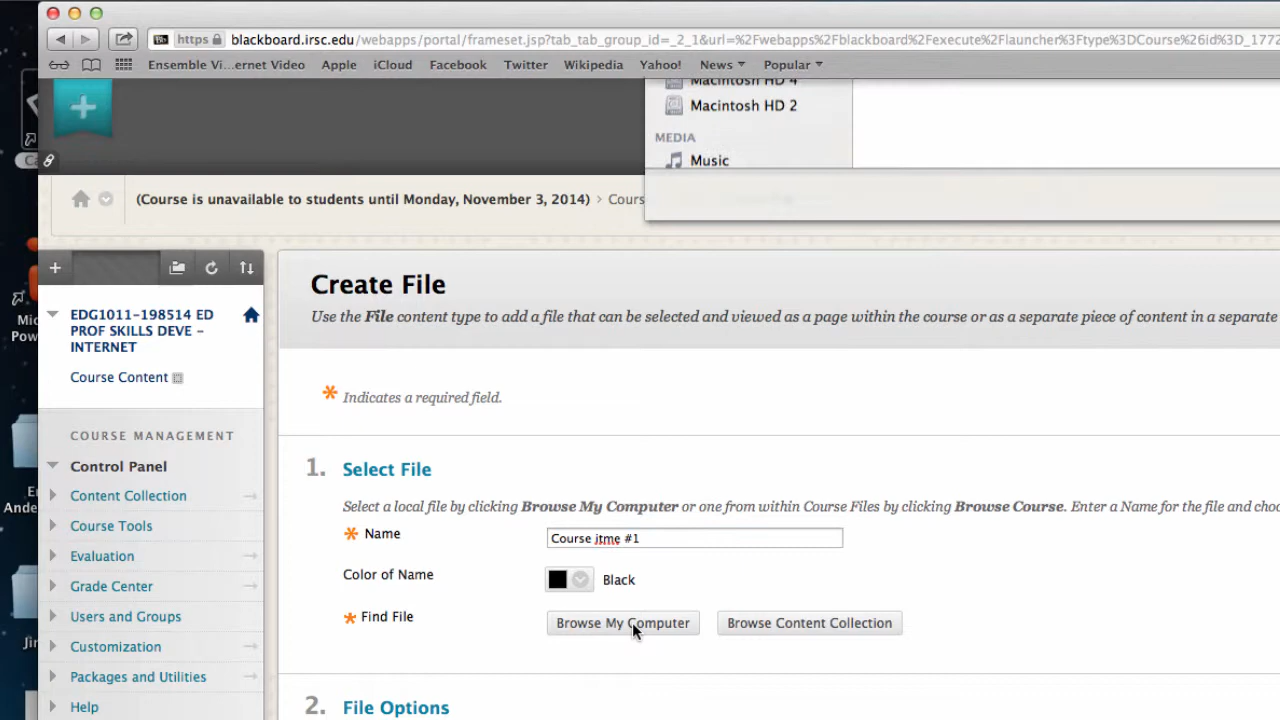 https blackboard.irsc.edu/webapps/portal/frameset.jsp?tab_tab_group_id=_2_1&url=%2Fwebapps%2Fblackboard%2Fexecute%2Flauncher%3Ftype%3DCourse%26id%3D_1772
Ensemble Vi...ernet Video Apple iCloud Facebook Twitter Wikipedia Yahoo! News Popular
Macintosh HD 4
Macintosh HD 2
MEDIA
Music
(Course is unavailable to students until Monday, November 3, 2014) > Cours
EDG1011-198514 ED
PROF SKILLS DEVE -
INTERNET
Course Content
COURSE MANAGEMENT
Control Panel
Content Collection
Course Tools
Evaluation
Grade Center
Users and Groups
Customization
Packages and Utilities
Help
Create File
Use the File content type to add a file that can be selected and viewed as a page within the course or as a separate piece of content in a separate
* Indicates a required field.
1. Select File
Select a local file by clicking Browse My Computer or one from within Course Files by clicking Browse Course. Enter a Name for the file and choo
* Name Course itme #1
Color of Name Black
* Find File Browse My Computer Browse Content Collection
2. File Options